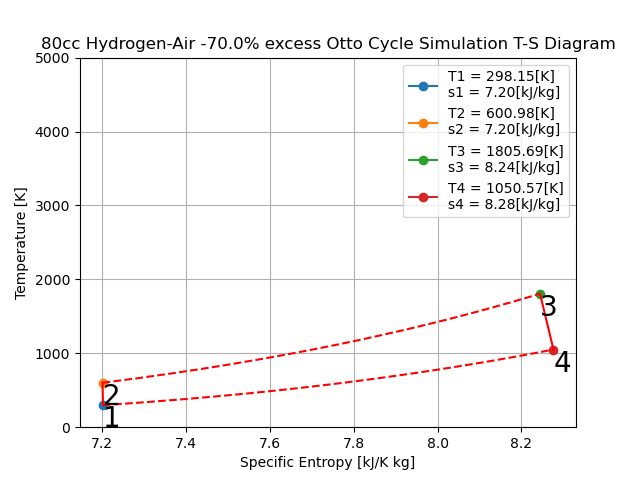 80cc Hydrogen-Air -70.0% excess Otto Cycle Simulation T-S Diagram
5000
4000
3000
2000
1000
0
Temperature [K]
T1 = 298.15[K]
s1 = 7.20[kJ/kg]
T2 = 600.98[K]
s2 = 7.20[kJ/kg]
T3 = 1805.69[K]
s3 = 8.24[kJ/kg]
T4 = 1050.57[K]
s4 = 8.28[kJ/kg]
3
4
2
1
7.2 7.4 7.6 7.8 8.0 8.2
Specific Entropy [kJ/K kg]